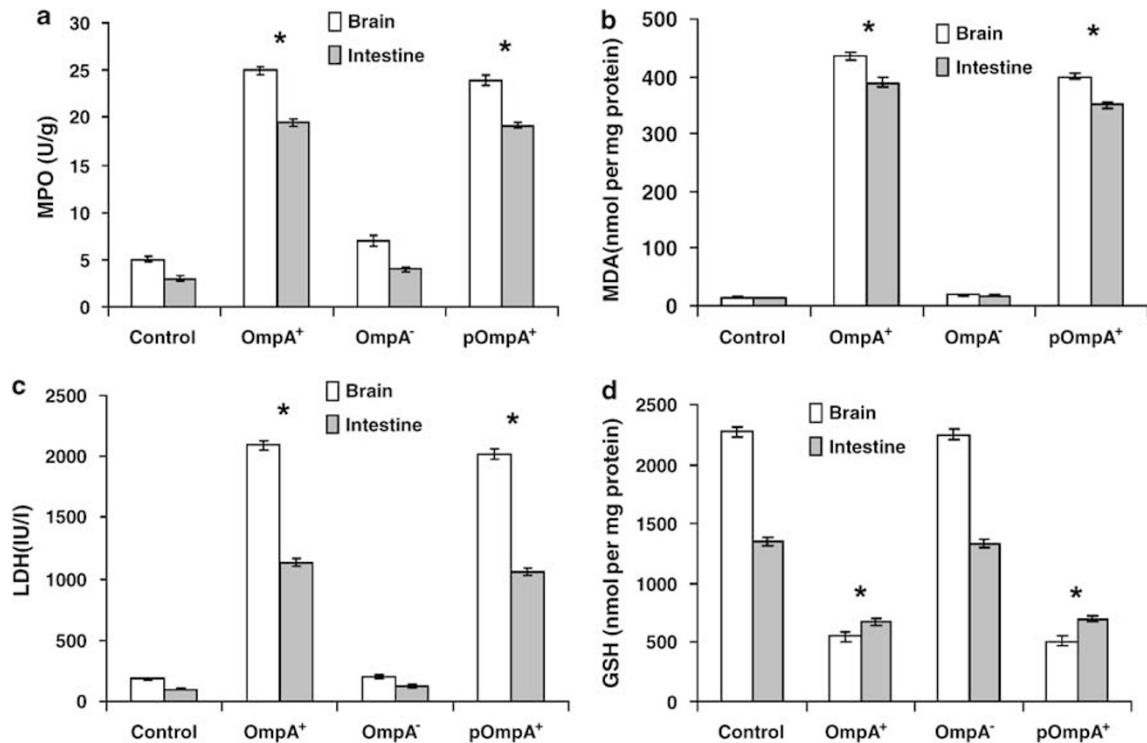 a
Brain
Intestine
*
*
MPO (U/g)
30
25
20
15
10
5
0
Control OmpA⁺ OmpA⁻ pOmpA⁺
b
Brain
Intestine
*
*
MDA(nmol per mg protein)
500
400
300
200
100
0
Control OmpA⁺ OmpA⁻ pOmpA⁺
c
Brain
Intestine
*
*
LDH(IU/l)
2500
2000
1500
1000
500
0
Control OmpA⁺ OmpA⁻ pOmpA⁺
d
Brain
Intestine
*
*
GSH (nmol per mg protein)
2500
2000
1500
1000
500
0
Control OmpA⁺ OmpA⁻ pOmpA⁺